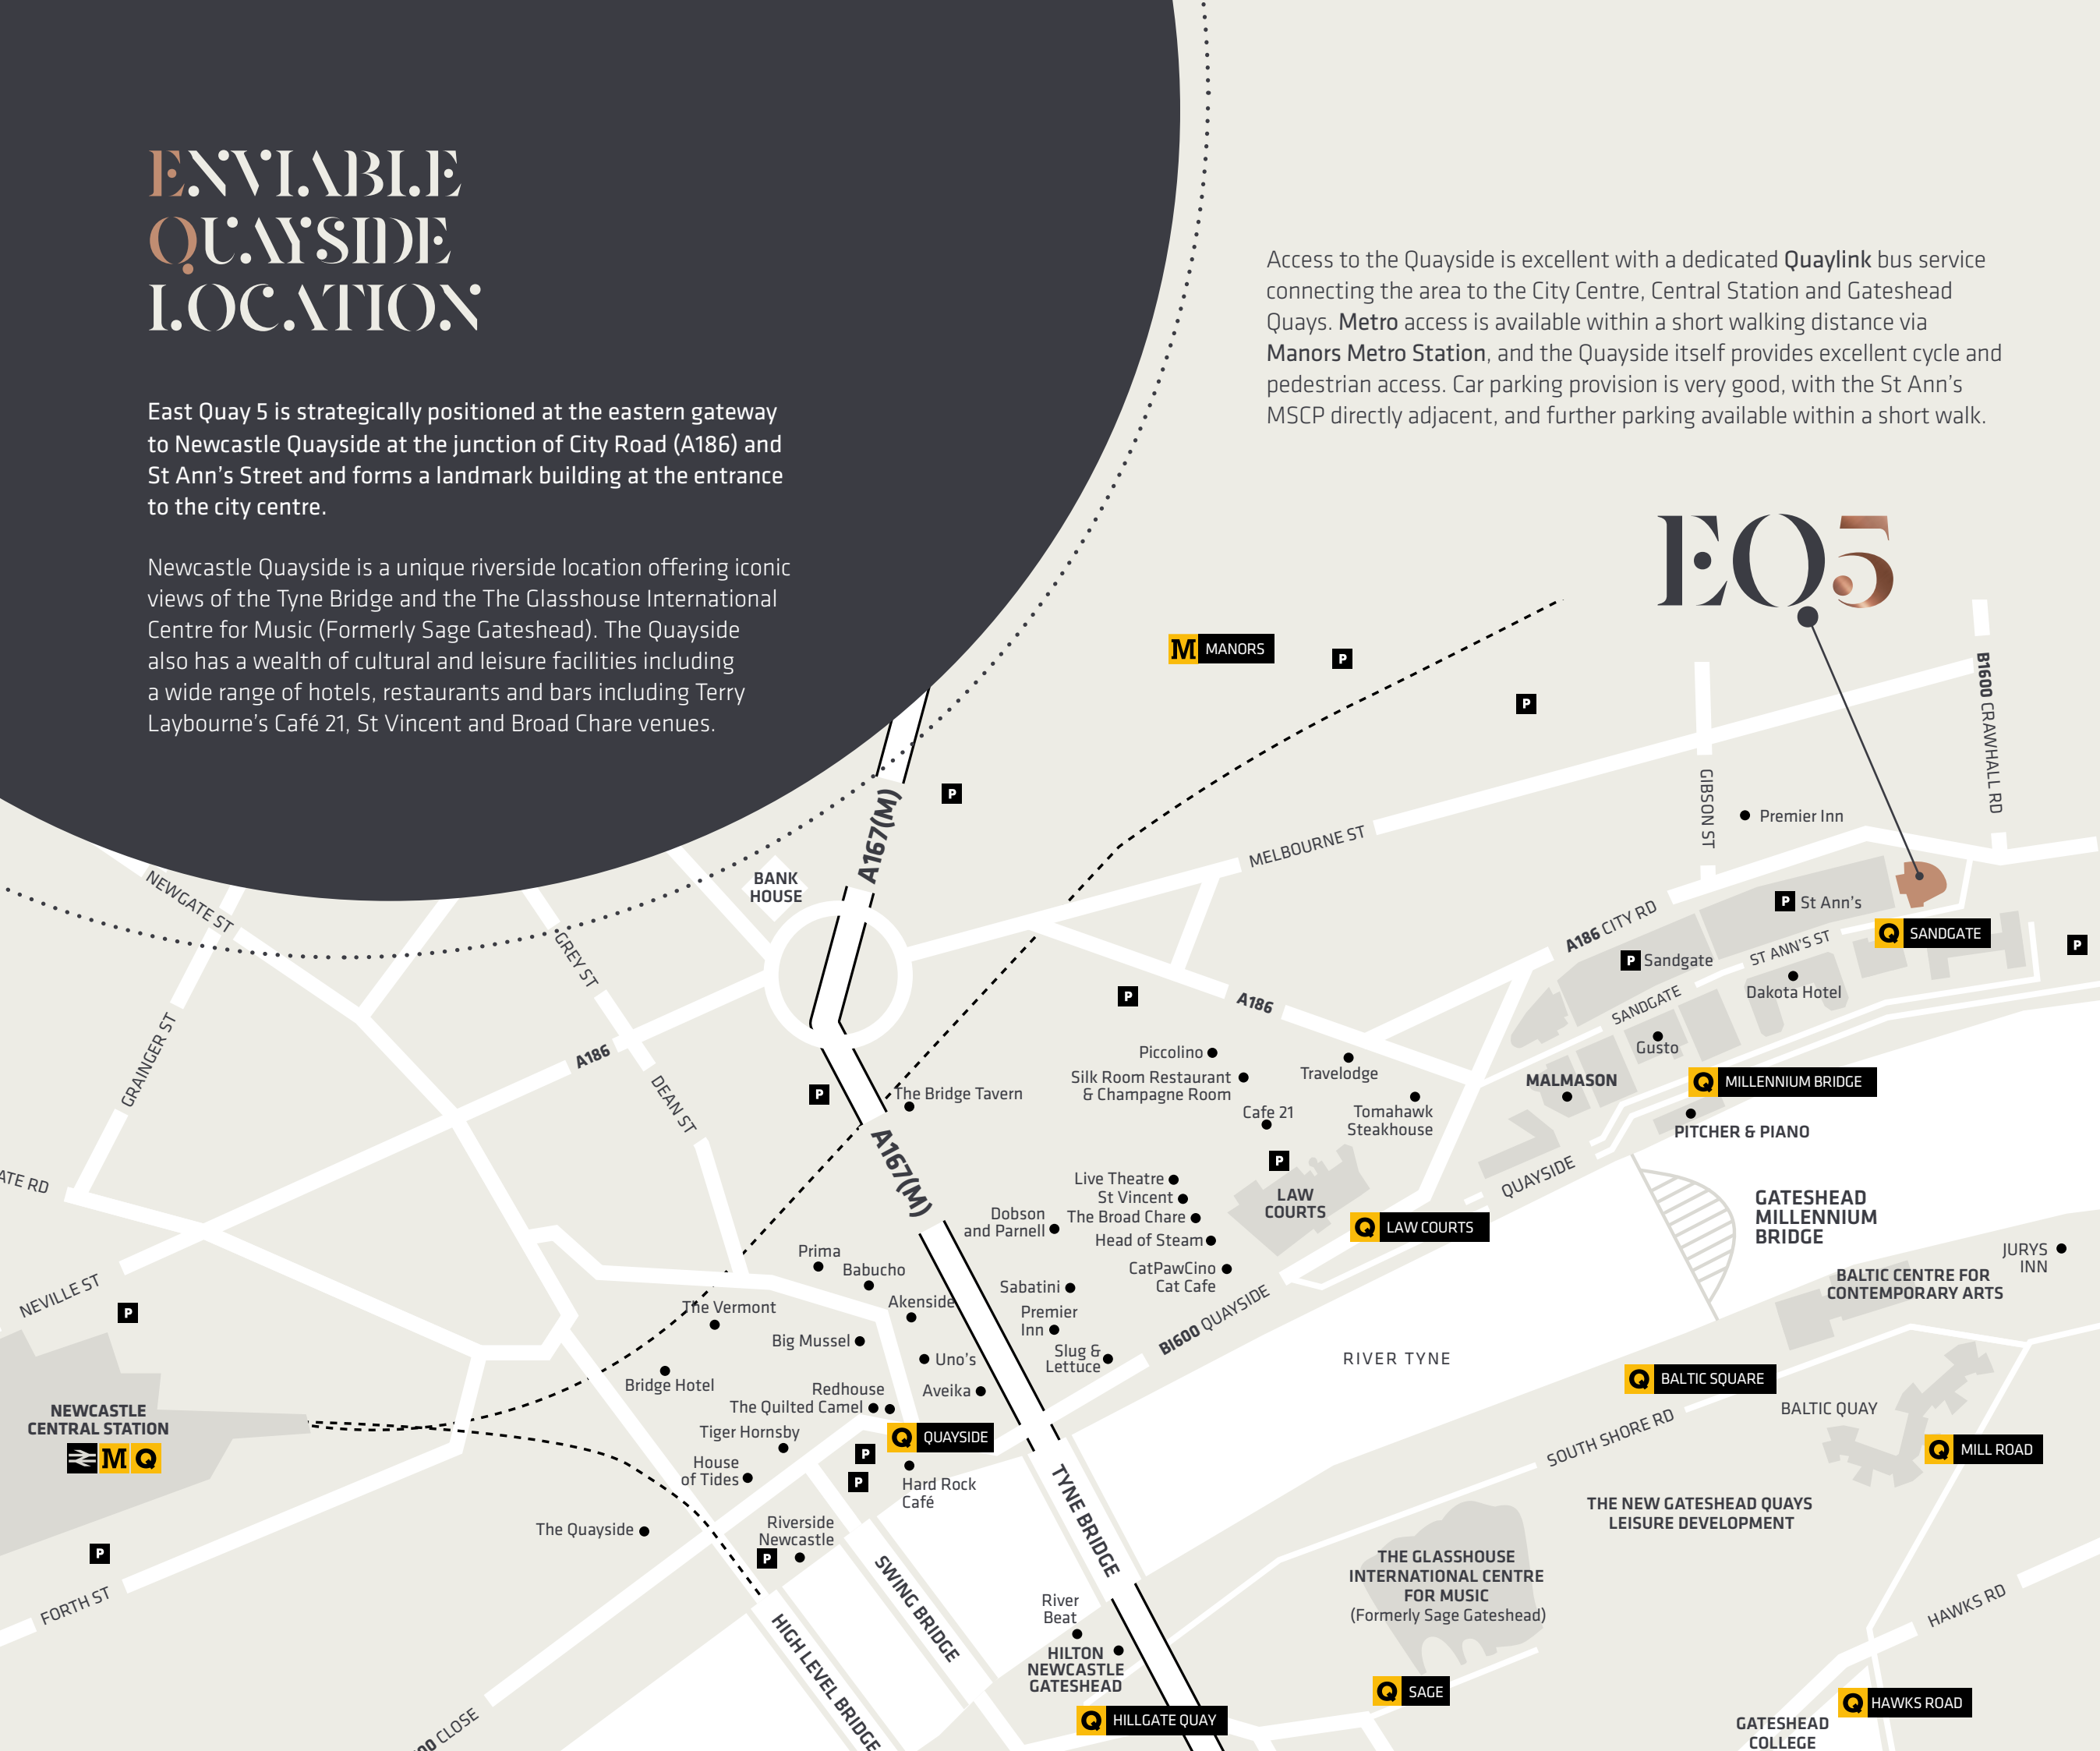 ENVIABLE
QUAYSIDE
LOCATION
East Quay 5 is strategically positioned at the eastern gateway
to Newcastle Quayside at the junction of City Road (A186) and
St Ann's Street and forms a landmark building at the entrance
to the city centre.
Newcastle Quayside is a unique riverside location offering iconic
views of the Tyne Bridge and the The Glasshouse International
Centre for Music (Formerly Sage Gateshead). The Quayside
also has a wealth of cultural and leisure facilities including
a wide range of hotels, restaurants and bars including Terry
Laybourne's Café 21, St Vincent and Broad Chare venues.
Access to the Quayside is excellent with a dedicated Quaylink bus service
connecting the area to the City Centre, Central Station and Gateshead
Quays. Metro access is available within a short walking distance via
Manors Metro Station, and the Quayside itself provides excellent cycle and
pedestrian access. Car parking provision is very good, with the St Ann's
MSCP directly adjacent, and further parking available within a short walk.
EQ5
M MANORS
P
P
P
B1600 CRAWHALL RD
GIBSON ST
Premier Inn
A167(M)
MELBOURNE ST
BANK
HOUSE
NEWGATE ST
GREY ST
P St Ann's
A186 CITY RD
Q SANDGATE
P
P Sandgate
ST ANN'S ST
Dakota Hotel
SANDGATE
P
A186
GRAINGER ST
A186
DEAN ST
P
The Bridge Tavern
Piccolino
Silk Room Restaurant
& Champagne Room
Travelodge
Cafe 21
Tomahawk
Steakhouse
Gusto
MALMASON
Q MILLENNIUM BRIDGE
PITCHER & PIANO
A167(M)
P
Live Theatre
St Vincent
The Broad Chare
Dobson
and Parnell
Head of Steam
CatPawCino
Cat Cafe
LAW
COURTS
Q LAW COURTS
QUAYSIDE
GATESHEAD
MILLENNIUM
BRIDGE
JURYS
INN
BALTIC CENTRE FOR
CONTEMPORARY ARTS
ATE RD
NEVILLE ST
P
Prima
Babucho
Akenside
The Vermont
Big Mussel
Uno's
Aveika
Bridge Hotel
Redhouse
The Quilted Camel
Sabatini
Premier
Inn
Slug &
Lettuce
B1600 QUAYSIDE
RIVER TYNE
Q BALTIC SQUARE
BALTIC QUAY
SOUTH SHORE RD
Q MILL ROAD
NEWCASTLE
CENTRAL STATION
M Q
Tiger Hornsby
House
of Tides
Q QUAYSIDE
P
P
Hard Rock
Café
The Quayside
Riverside
Newcastle
P
P
FORTH ST
TYNE BRIDGE
SWING BRIDGE
HIGH LEVEL BRIDGE
THE NEW GATESHEAD QUAYS
LEISURE DEVELOPMENT
THE GLASSHOUSE
INTERNATIONAL CENTRE
FOR MUSIC
(Formerly Sage Gateshead)
River
Beat
HILTON
NEWCASTLE
GATESHEAD
Q HILLGATE QUAY
Q SAGE
HAWKS RD
Q HAWKS ROAD
GATESHEAD
COLLEGE
00 CLOSE